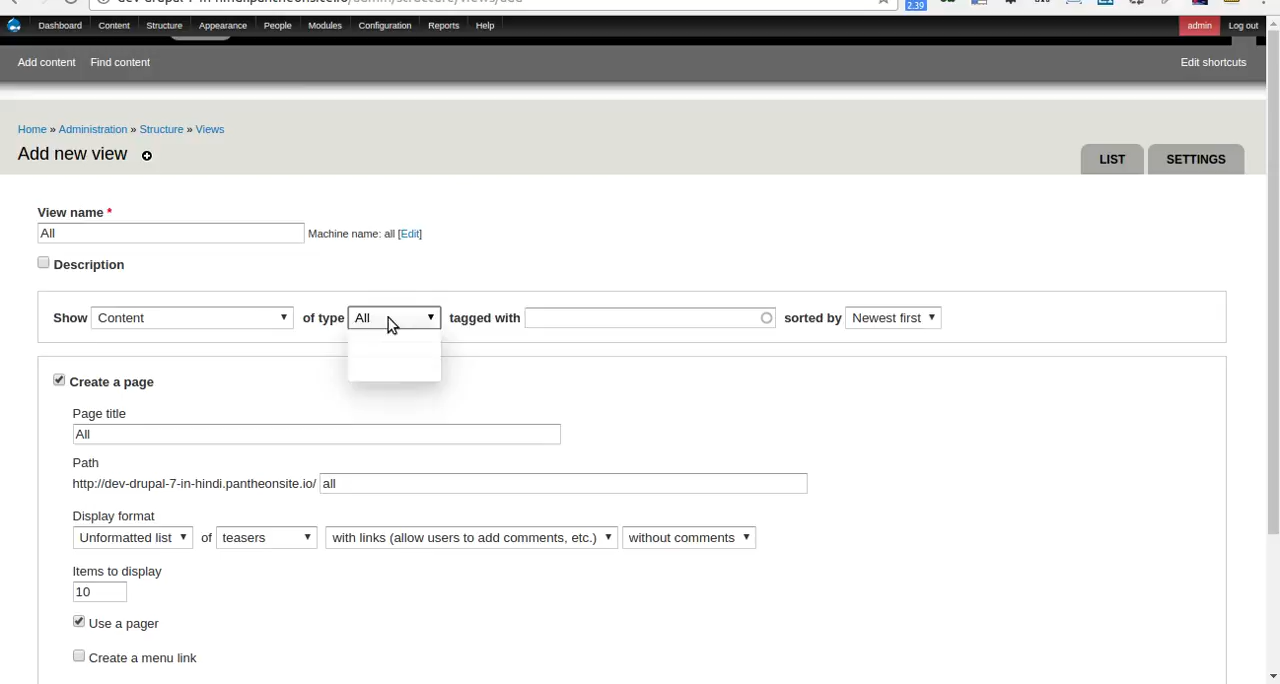 2.39
Dashboard Content Structure Appearance People Modules Configuration Reports Help admin Log out
Add content Find content Edit shortcuts
Home » Administration » Structure » Views
Add new view
LIST SETTINGS
View name *
All Machine name: all [Edit]
Description
Show Content of type All tagged with sorted by Newest first
Create a page
Page title
All
Path
http://dev-drupal-7-in-hindi.pantheonsite.io/ all
Display format
Unformatted list of teasers with links (allow users to add comments, etc.) without comments
Items to display
10
Use a pager
Create a menu link